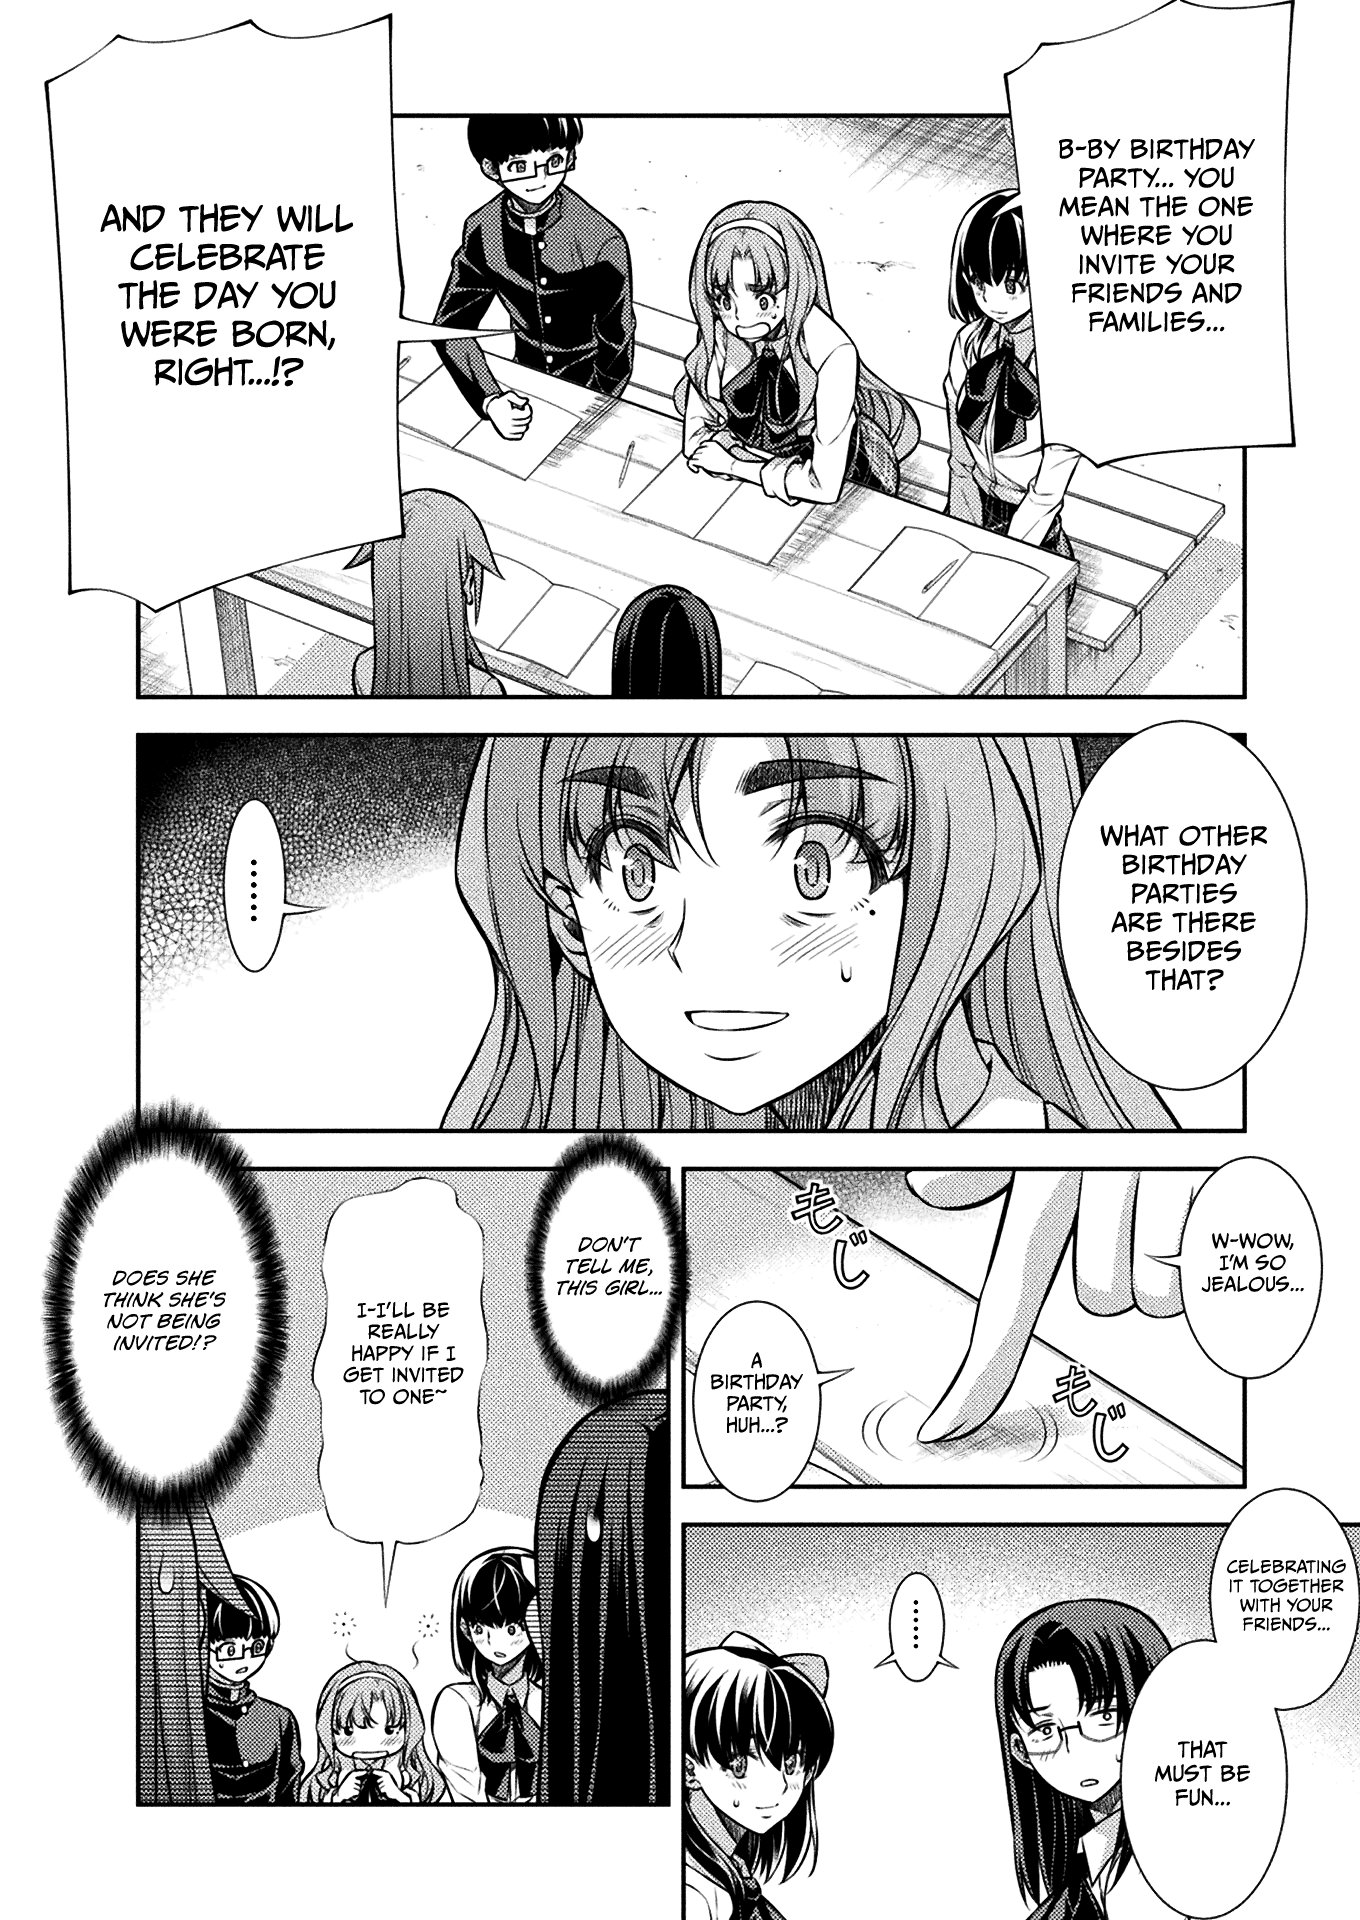 B-BY BIRTHDAY
PARTY... YOU
MEAN THE ONE
WHERE YOU
INVITE YOUR
FRIENDS AND
FAMILIES...
AND THEY WILL
CELEBRATE
THE DAY YOU
WERE BORN,
RIGHT...!?
WHAT OTHER
BIRTHDAY
PARTIES
ARE THERE
BESIDES
THAT?
......
W-WOW,
I'M SO
JEALOUS...
もじ
もじ
A
BIRTHDAY
PARTY,
HUH...?
CELEBRATING
IT TOGETHER
WITH YOUR
FRIENDS...
THAT
MUST BE
FUN...
......
DON'T
TELL ME,
THIS GIRL...
I-I'LL BE
REALLY
HAPPY IF I
GET INVITED
TO ONE~
DOES SHE
THINK SHE'S
NOT BEING
INVITED!?